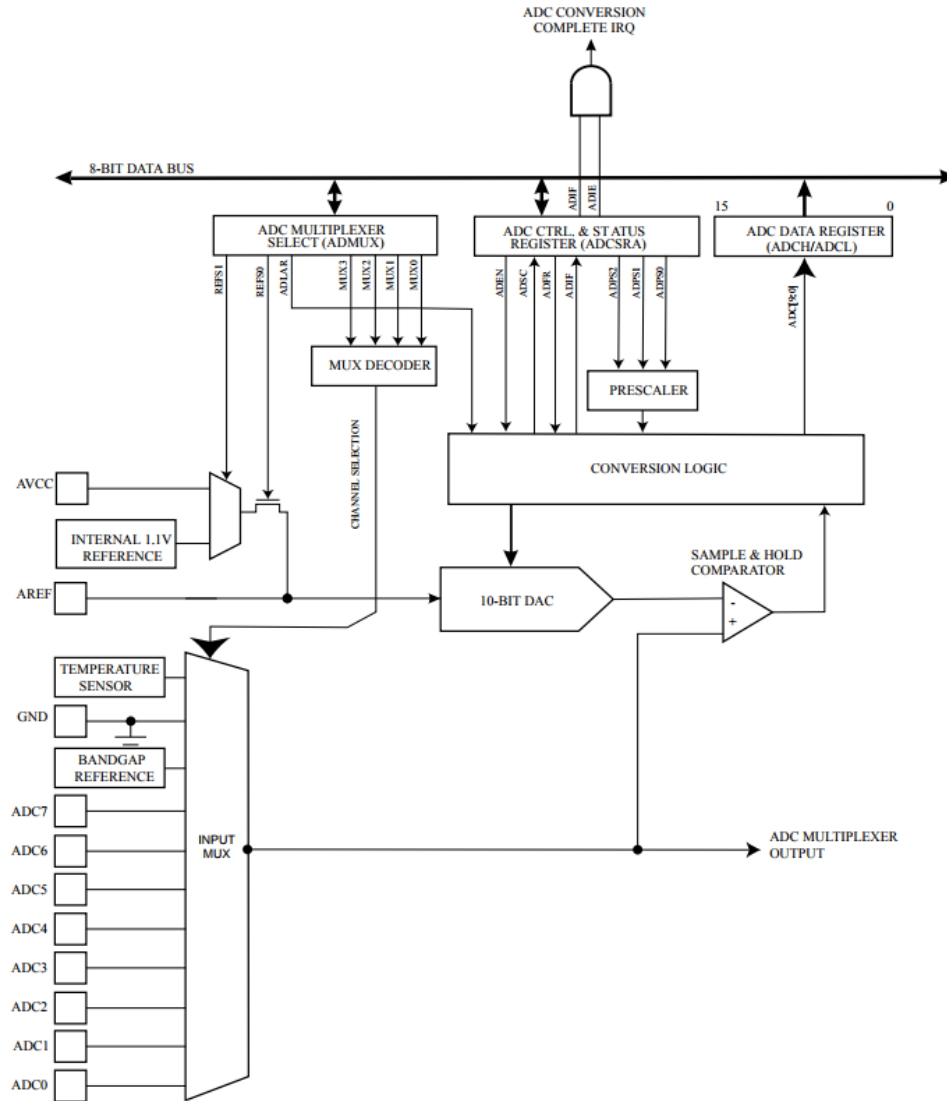 ADC CONVERSION
COMPLETE IRQ
8-BIT DATA BUS
ADIF
ADIE
15
0
ADC MULTIPLEXER
SELECT (ADMUX)
ADC CTRL. & STATUS
REGISTER (ADCSRA)
ADC DATA REGISTER
(ADCH/ADCL)
REFS1
REFS0
ADLAR
MUX3
MUX2
MUX1
MUX0
ADEN
ADSC
ADFR
ADIF
ADPS2
ADPS1
ADPS0
ADC[9:0]
MUX DECODER
PRESCALER
CHANNEL SELECTION
CONVERSION LOGIC
AVCC
INTERNAL 1.1V
REFERENCE
SAMPLE & HOLD
COMPARATOR
AREF
10-BIT DAC
-
+
TEMPERATURE
SENSOR
GND
BANDGAP
REFERENCE
ADC7
ADC6
INPUT
MUX
ADC MULTIPLEXER
OUTPUT
ADC5
ADC4
ADC3
ADC2
ADC1
ADC0